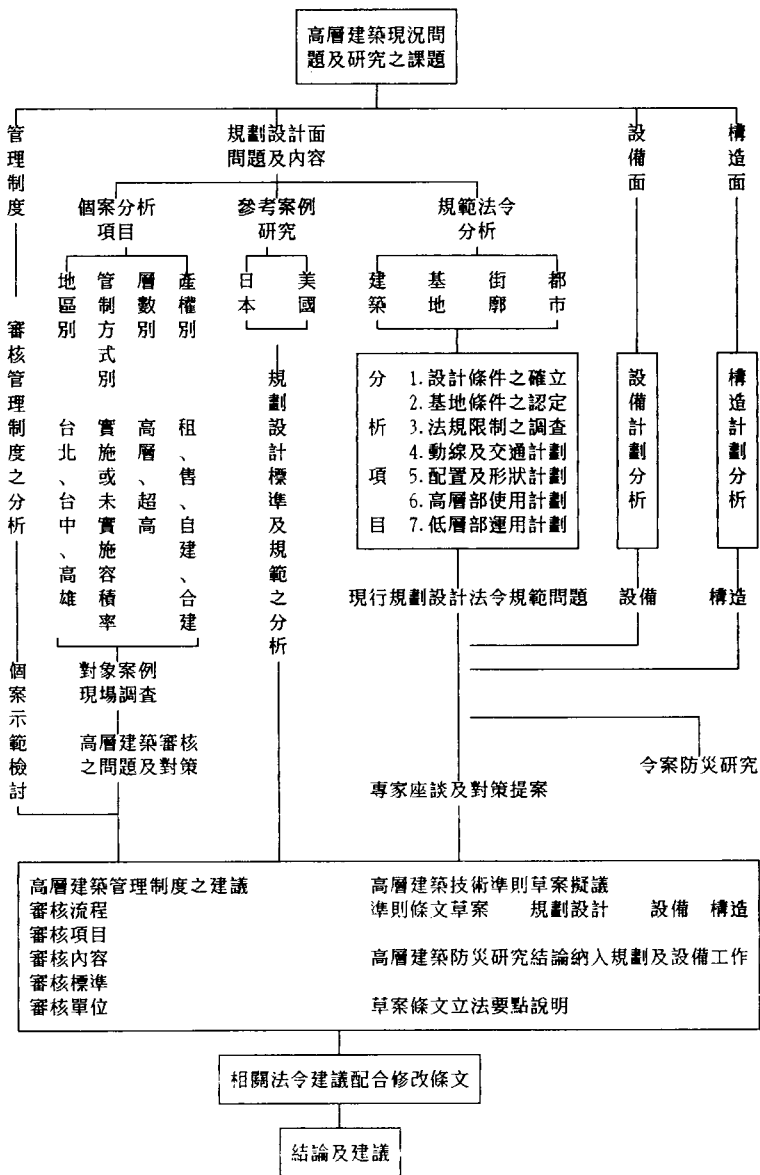 高層建築現況問
題及研究之課題
管理制度
規劃設計面
問題及內容
設備面
構造面
個案分析
項目
參考案例
研究
規範法令
分析
地區別
管制方式別
層數別
產權別
日本
美國
建築
基地
街廓
都市
審核管理制度之分析
台北、台中、高雄
實施或未實施容積率
高層、超高
租、售、自建、合建
規劃設計標準及規範之分析
分析項目
1.設計條件之確立
2.基地條件之認定
3.法規限制之調查
4.動線及交通計劃
5.配置及形狀計劃
6.高層部使用計劃
7.低層部運用計劃
設備計劃分析
構造計劃分析
現行規劃設計法令規範問題
設備
構造
個案示範檢討
對象案例
現場調查
高層建築審核
之問題及對策
令案防災研究
專家座談及對策提案
高層建築管理制度之建議
審核流程
審核項目
審核內容
審核標準
審核單位
高層建築技術準則草案擬議
準則條文草案 規劃設計 設備 構造
高層建築防災研究結論納入規劃及設備工作
草案條文立法要點說明
相關法令建議配合修改條文
結論及建議